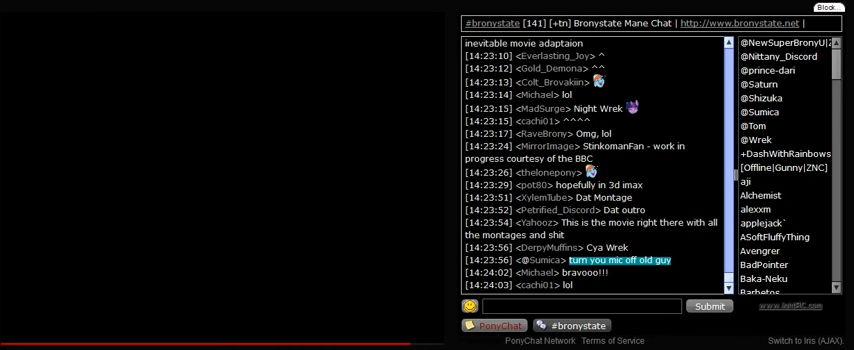 Block...
#bronystate [141] [+tn] Bronystate Mane Chat | http://www.bronystate.net |
inevitable movie adaptaion
[14:23:10] <Everlasting_Joy> ^
[14:23:12] <Gold_Demona> ^^
[14:23:13] <Colt_Brovakiin>
[14:23:14] <Michael> lol
[14:23:15] <MadSurge> Night Wrek
[14:23:15] <cachi01> ^^^^
[14:23:17] <RaveBrony> Omg, lol
[14:23:24] <MirrorImage> StinkomanFan - work in
progress courtesy of the BBC
[14:23:26] <thelonepony>
[14:23:29] <pot80> hopefully in 3d imax
[14:23:51] <XylemTube> Dat Montage
[14:23:52] <Petrified_Discord> Dat outro
[14:23:54] <Yahooz> This is the movie right there with all
the montages and shit
[14:23:56] <DerpyMuffins> Cya Wrek
[14:23:56] <@Sumica> turn you mic off old guy
[14:24:02] <Michael> bravooo!!!
[14:24:03] <cachi01> lol
@NewSuperBronyU|2
@Nittany_Discord
@prince-dari
@Saturn
@Shizuka
@Sumica
@Tom
@Wrek
+DashWithRainbows
[Offline|Gunny|ZNC]
aji
Alchemist
alexxm
applejack`
ASoftFluffyThing
Avengrer
BadPointer
Baka-Neku
Barbetos
Submit
PonyChat
#bronystate
PonyChat Network Terms of Service
Switch to Iris (AJAX).